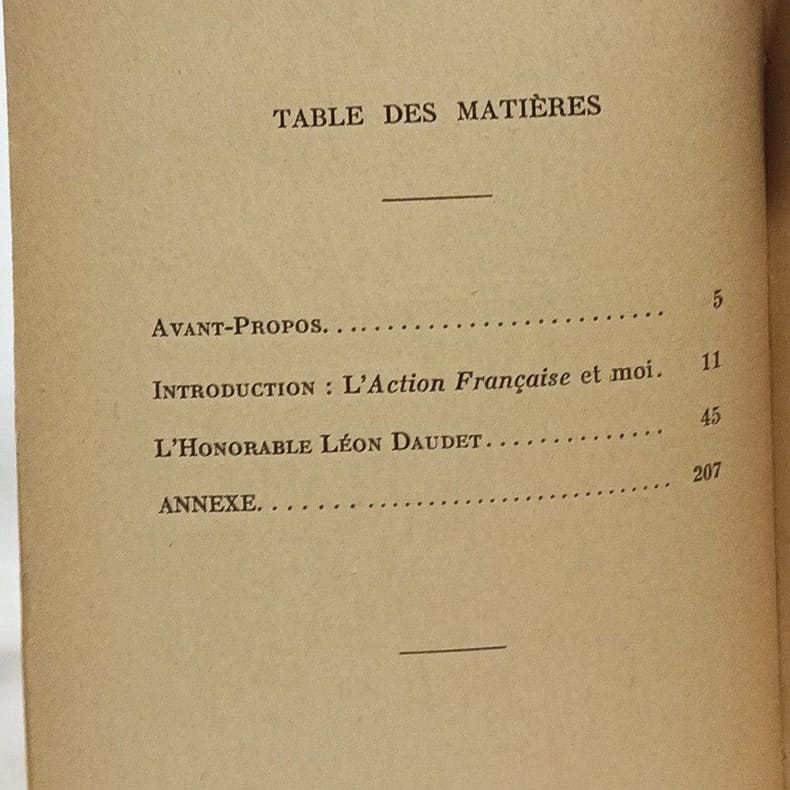 TABLE DES MATIÈRES
AVANT-PROPOS........................... 5
INTRODUCTION : L'Action Française et moi. 11
L'HONORABLE LÉON DAUDET.............. 45
ANNEXE................................. 207